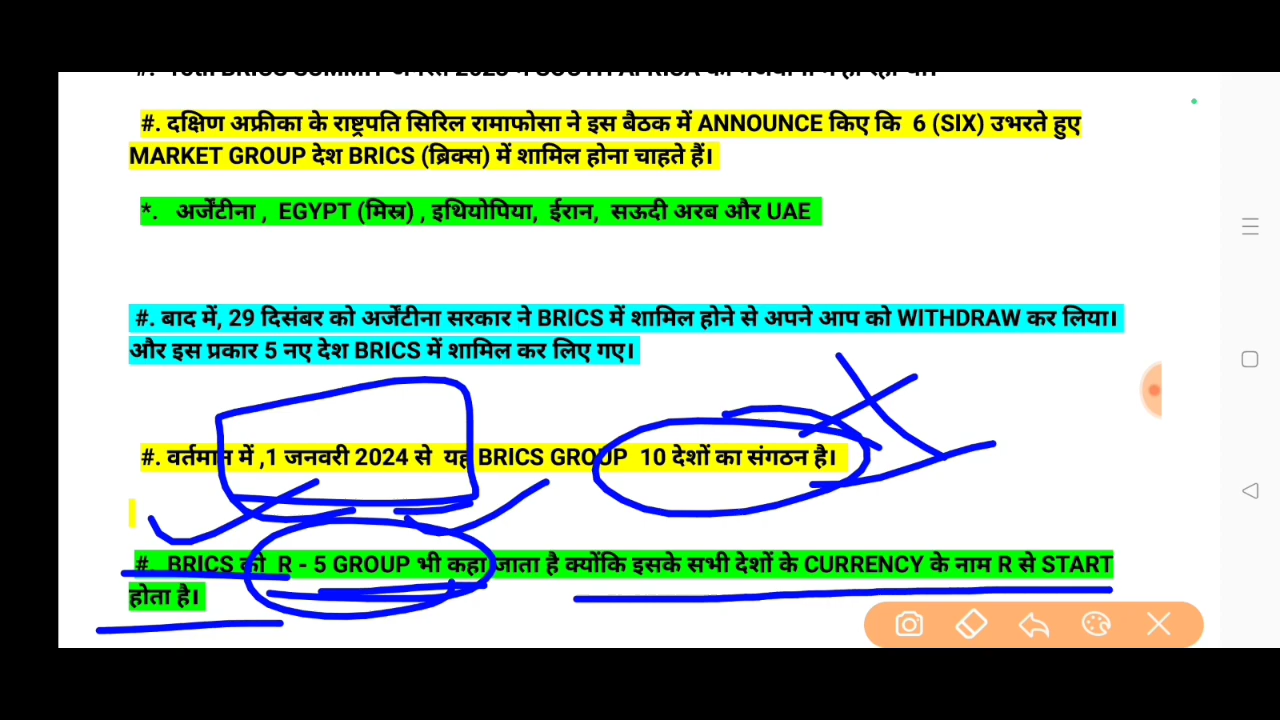 #. दक्षिण अफ्रीका के राष्ट्रपति सिरिल रामाफोसा ने इस बैठक में ANNOUNCE किए कि 6 (SIX) उभरते हुए
MARKET GROUP देश BRICS (ब्रिक्स) में शामिल होना चाहते हैं।
*. अर्जेंटीना , EGYPT (मिस्र) , इथियोपिया, ईरान, सऊदी अरब और UAE
#. बाद में, 29 दिसंबर को अर्जेंटीना सरकार ने BRICS में शामिल होने से अपने आप को WITHDRAW कर लिया।
और इस प्रकार 5 नए देश BRICS में शामिल कर लिए गए।
#. वर्तमान में ,1 जनवरी 2024 से यह BRICS GROUP 10 देशों का संगठन है।
# BRICS को R - 5 GROUP भी कहा जाता है क्योंकि इसके सभी देशों के CURRENCY के नाम R से START
होता है।